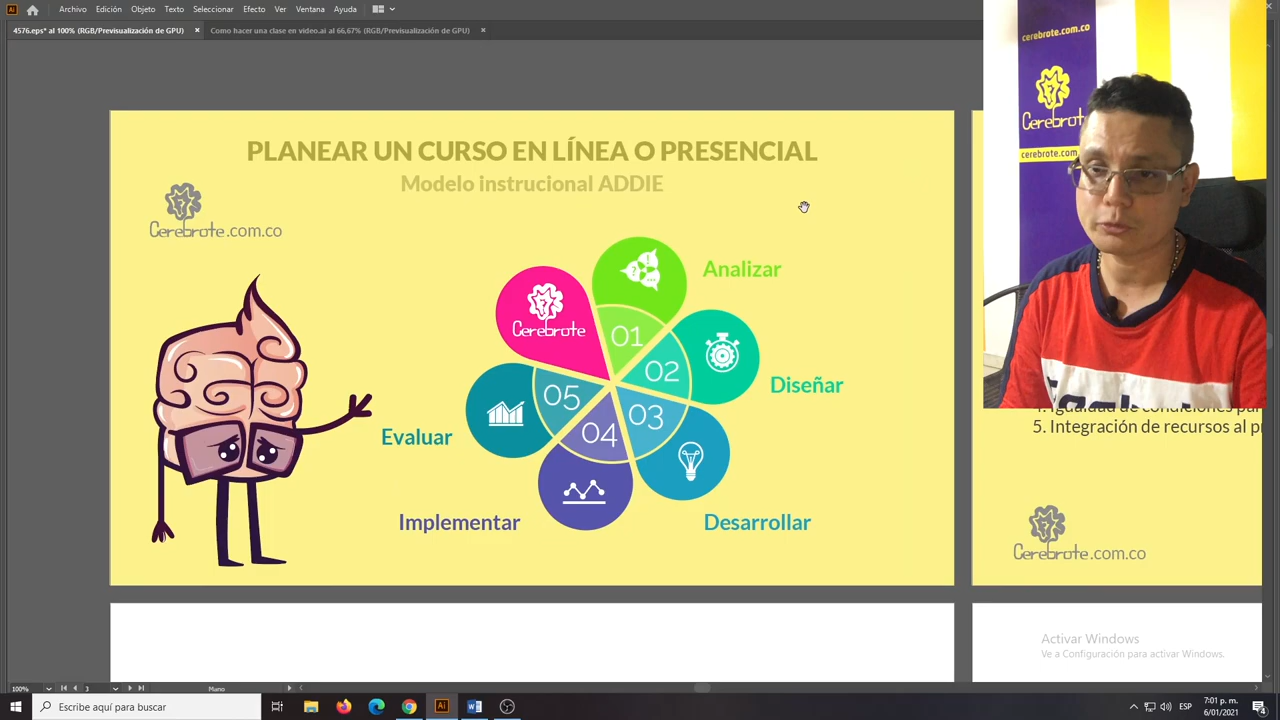 Archivo Edición Objeto Texto Seleccionar Efecto Ver Ventana Ayuda
4576.eps* al 100% (RGB/Previsualización de GPU) Como hacer una clase en video.ai al 66,67% (RGB/Previsualización de GPU)
PLANEAR UN CURSO EN LÍNEA O PRESENCIAL
Modelo instrucional ADDIE
Cerebrote.com.co
Cerebrote
01
Analizar
02
Diseñar
03
Desarrollar
04
Implementar
05
Evaluar
cerebrote.com.co
Cerebrote
cerebrote.com
5. Integración de recursos al
Cerebrote.com.co
Activar Windows
Ve a Configuración para activar Windows.
100% 3 Mano
Escribe aquí para buscar
ESP
7:01 p. m.
6/01/2021